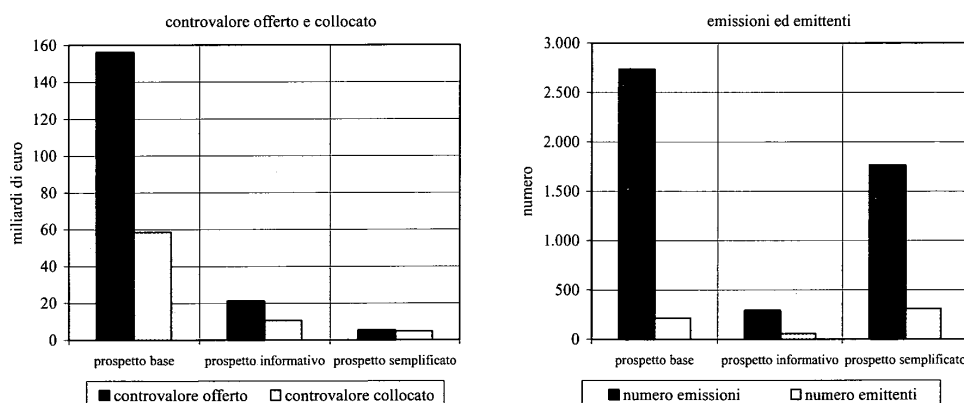 controvalore offerto e collocato
160
140
120
100
80
60
40
20
0
miliardi di euro
prospetto base prospetto informativo prospetto semplificato
■ controvalore offerto □ controvalore collocato
emissioni ed emittenti
3.000
2.500
2.000
1.500
1.000
500
0
numero
prospetto base prospetto informativo prospetto semplificato
■ numero emissioni □ numero emittenti